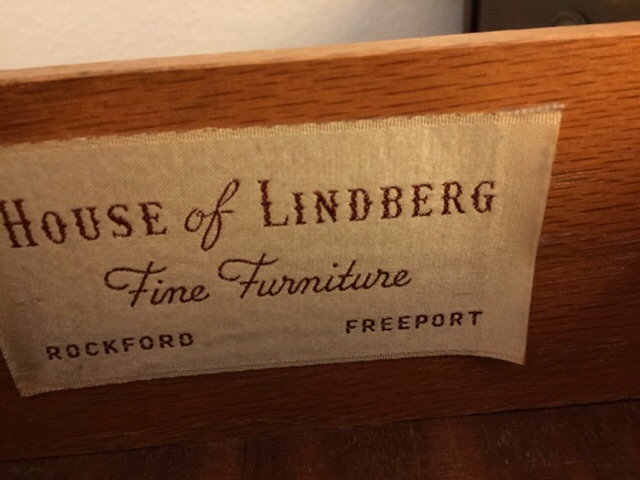 HOUSE of LINDBERG
Fine Furniture
ROCKFORD FREEPORT